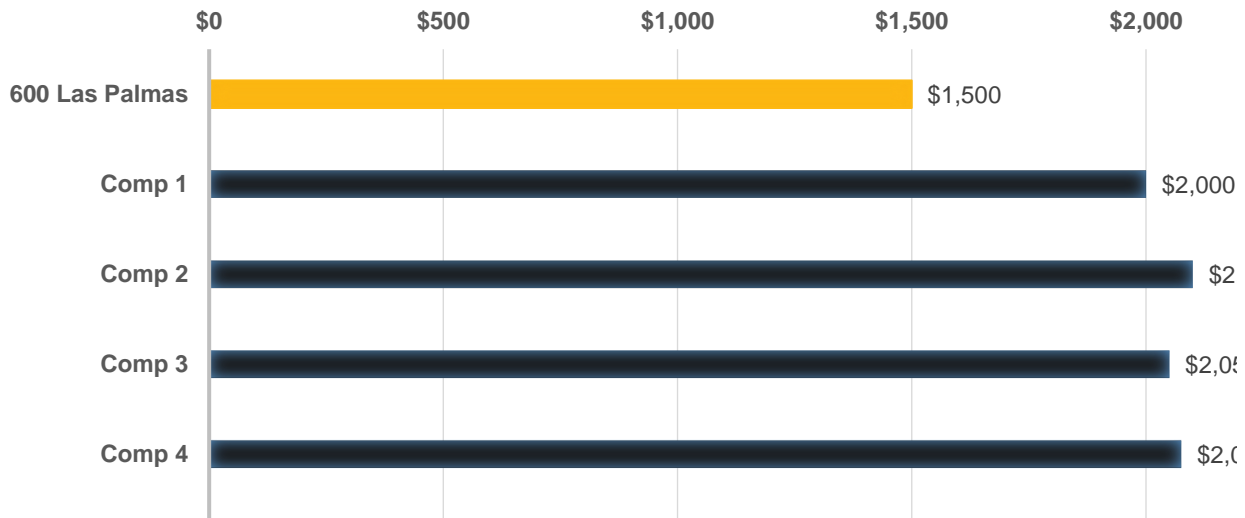 $0 $500 $1,000 $1,500 $2,000
600 Las Palmas $1,500
Comp 1 $2,000
Comp 2
Comp 3
Comp 4